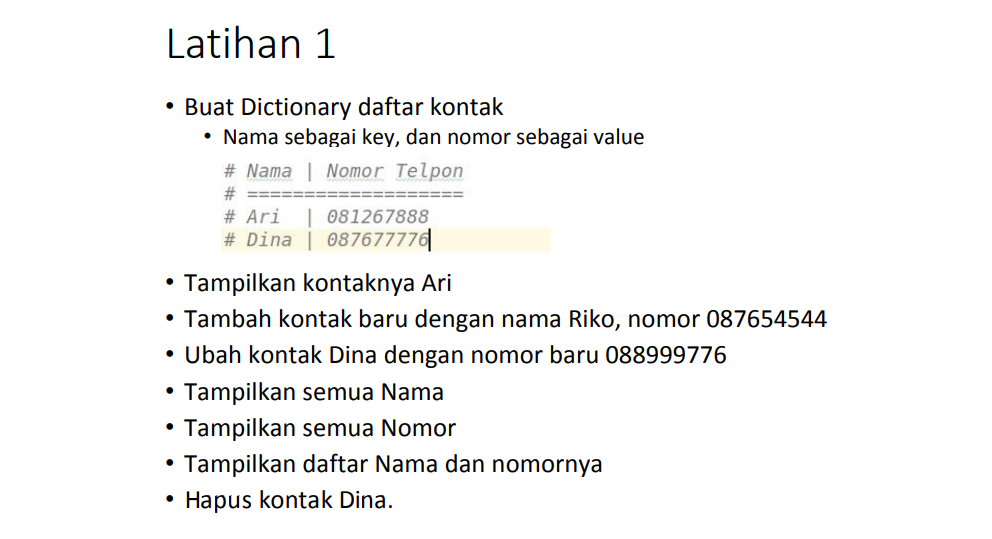 Latihan 1
• Buat Dictionary daftar kontak
• Nama sebagai key, dan nomor sebagai value
# Nama | Nomor Telpon
# ===================
# Ari  | 081267888
# Dina | 087677776
• Tampilkan kontaknya Ari
• Tambah kontak baru dengan nama Riko, nomor 087654544
• Ubah kontak Dina dengan nomor baru 088999776
• Tampilkan semua Nama
• Tampilkan semua Nomor
• Tampilkan daftar Nama dan nomornya
• Hapus kontak Dina.